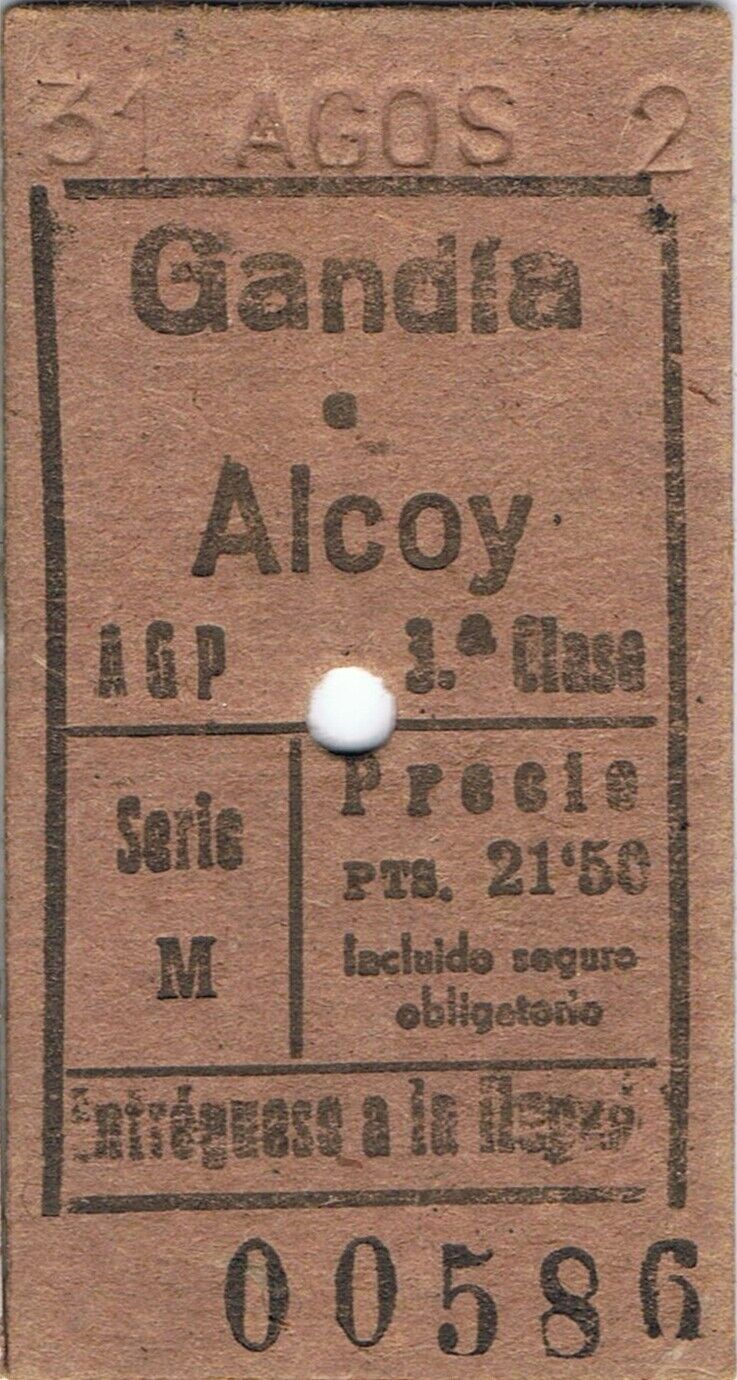 31 AGOS 2
Gandía
.
Alcoy
AGP 3.ª Clase
Serie
M
Precio
PTS. 21'50
Incluido seguro
obligatorio
Entréguese a la llegada
00586